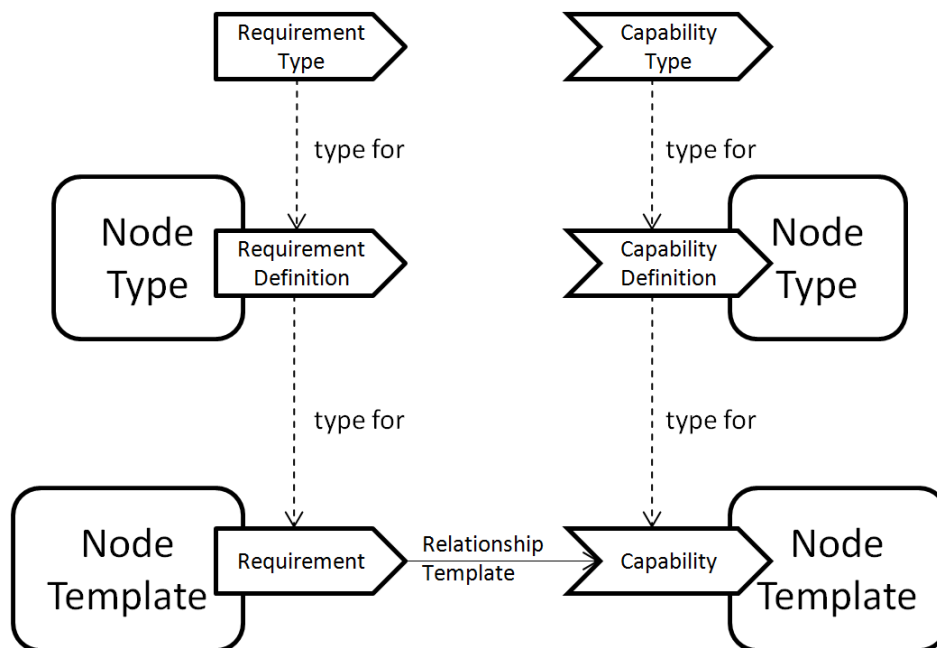 Requirement
Type
Capability
Type
type for
type for
Node
Type
Requirement
Definition
Capability
Definition
Node
Type
type for
type for
Node
Template
Requirement
Relationship
Template
Capability
Node
Template